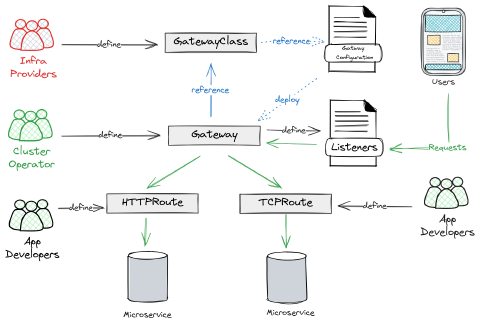 Infra
Providers
define
GatewayClass
reference
Gateway
Configuration
Users
reference
deploy
Cluster
Operator
define
Gateway
define
Listeners
Requests
App
Developers
define
HTTPRoute
TCPRoute
define
App
Developers
Microservice
Microservice